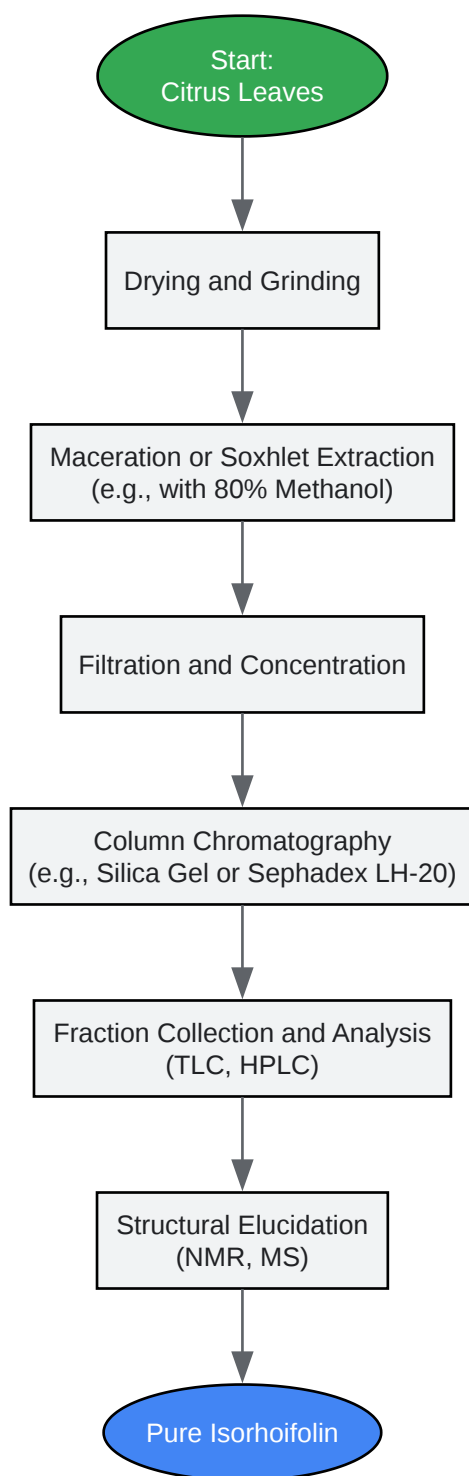 Start:
Citrus Leaves
Drying and Grinding
Maceration or Soxhlet Extraction
(e.g., with 80% Methanol)
Filtration and Concentration
Column Chromatography
(e.g., Silica Gel or Sephadex LH-20)
Fraction Collection and Analysis
(TLC, HPLC)
Structural Elucidation
(NMR, MS)
Pure Isorhoifolin